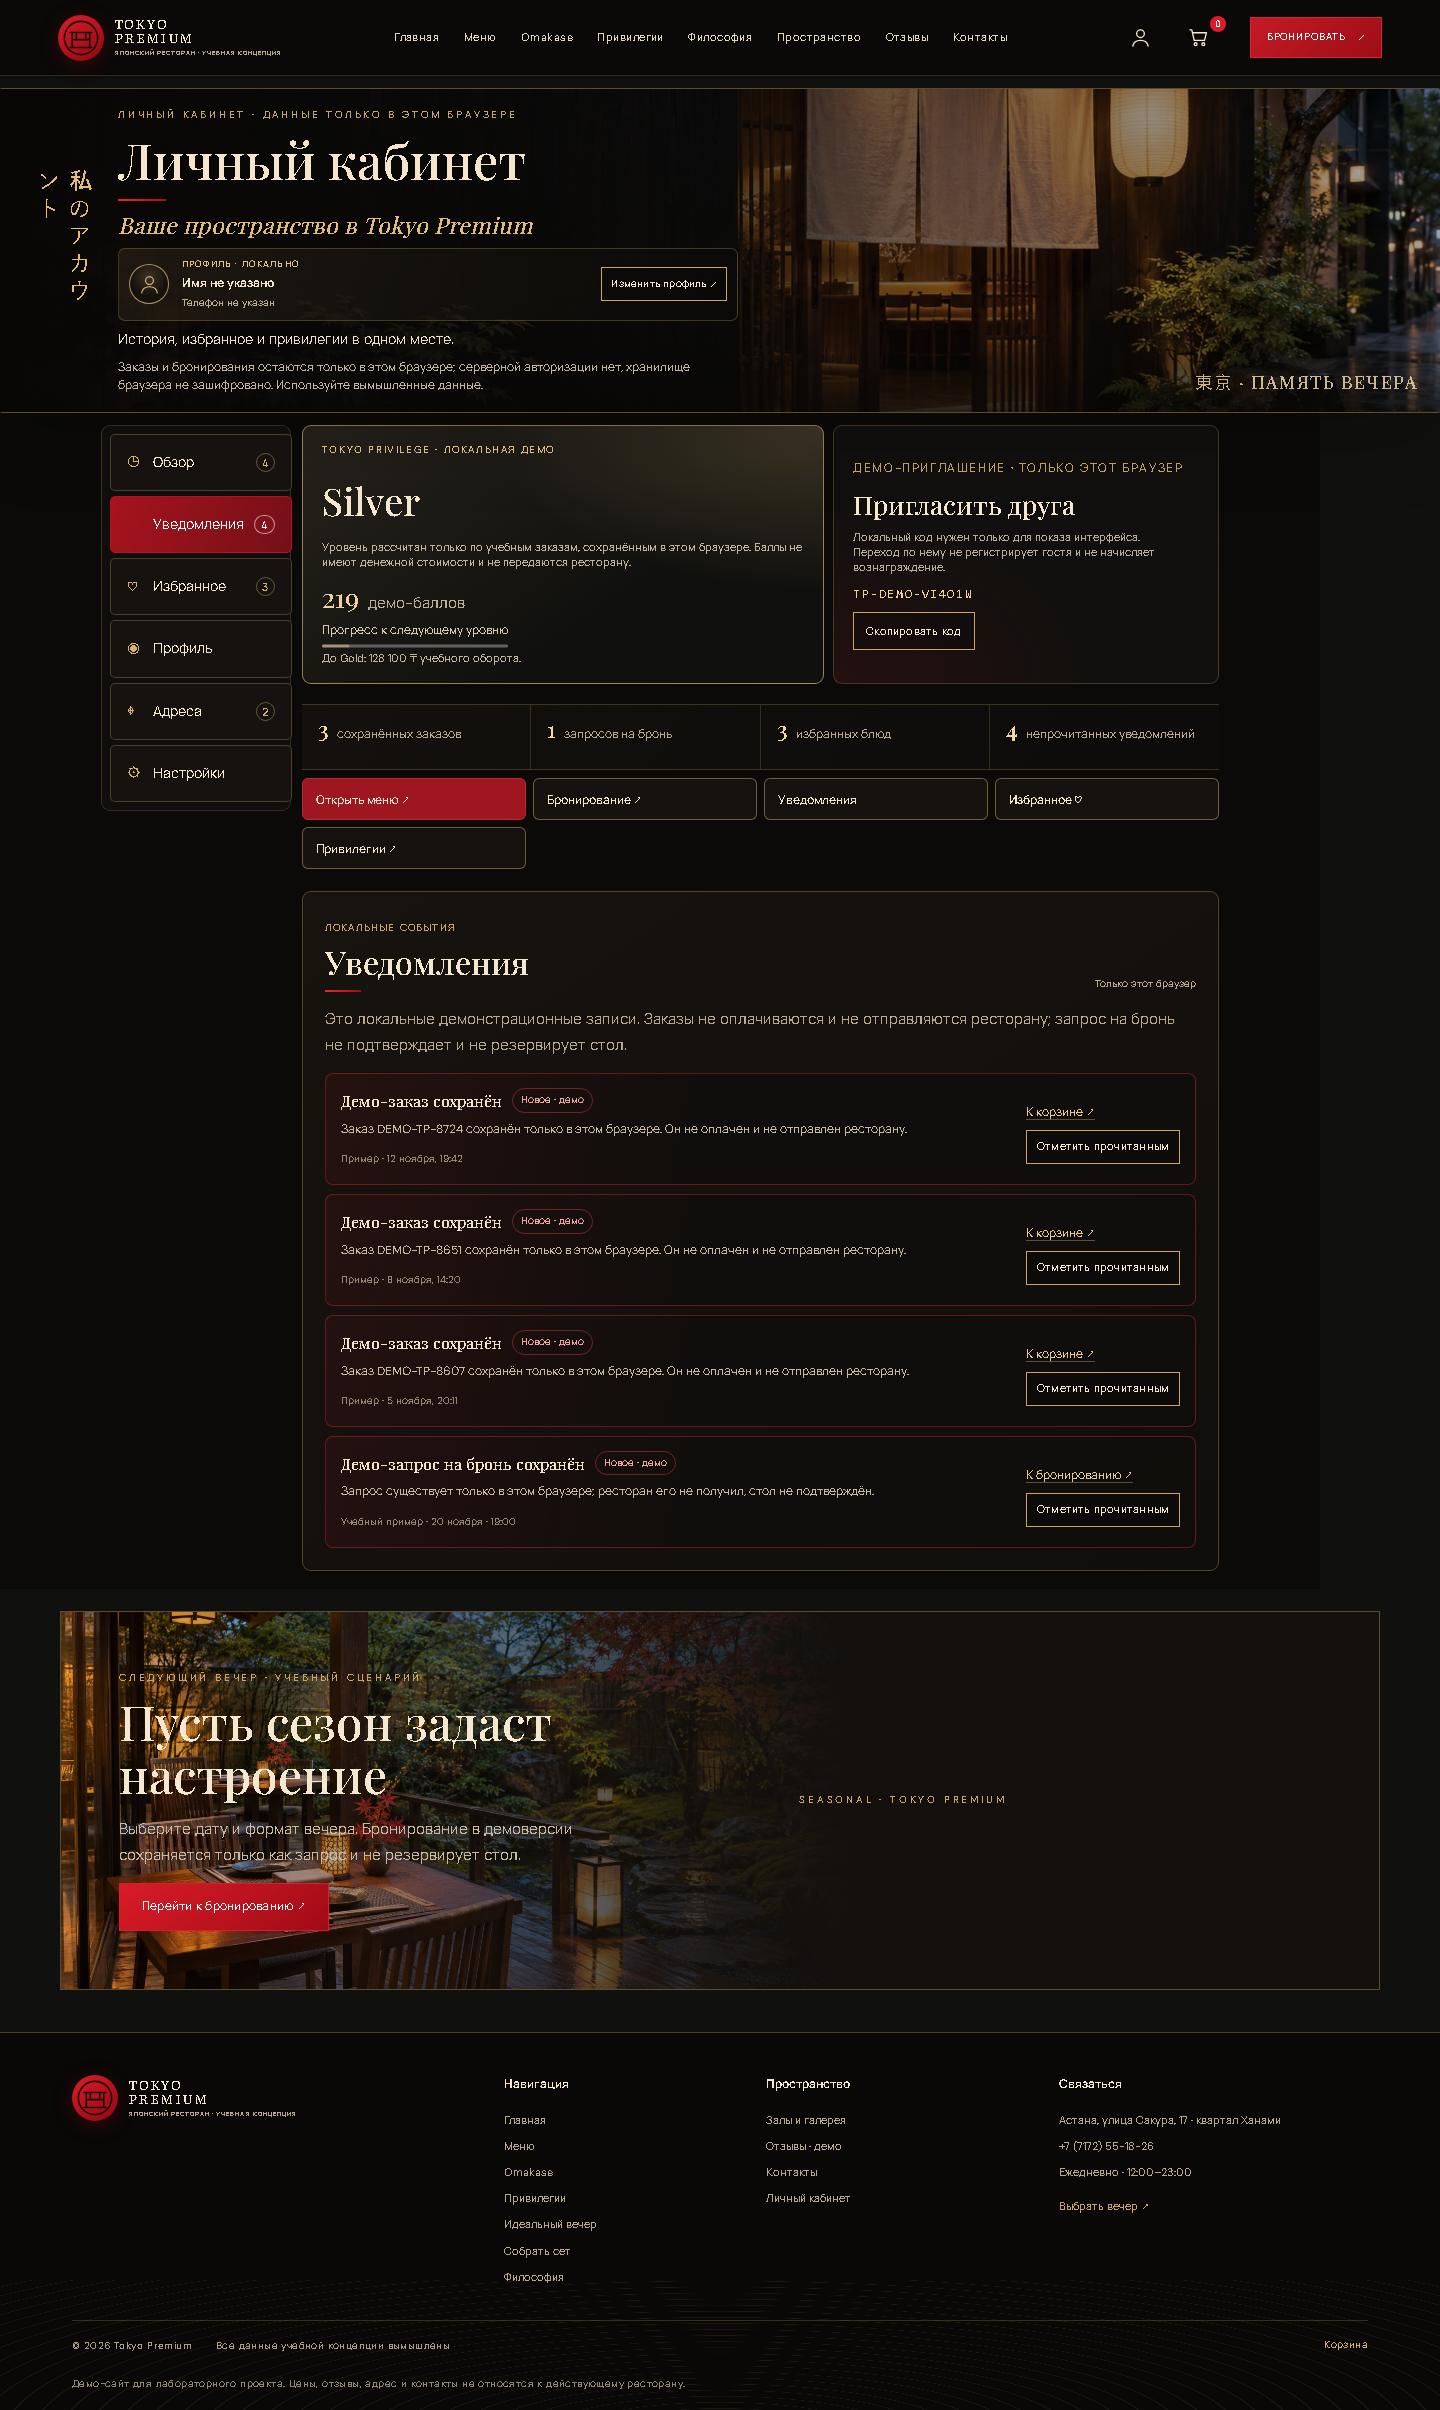 TOKYO
PREMIUM
ЯПОНСКИЙ РЕСТОРАН · УЧЕБНАЯ КОНЦЕПЦИЯ
Главная
Меню
Omakase
Привилегии
Философия
Пространство
Отзывы
Контакты
0
БРОНИРОВАТЬ ↗
ЛИЧНЫЙ КАБИНЕТ · ДАННЫЕ ТОЛЬКО В ЭТОМ БРАУЗЕРЕ
私のアカウ
ント
Личный кабинет
Ваше пространство в Tokyo Premium
ПРОФИЛЬ · ЛОКАЛЬНО
Имя не указано
Телефон не указан
Изменить профиль ↗
История, избранное и привилегии в одном месте.
Заказы и бронирования остаются только в этом браузере; серверной авторизации нет, хранилище
браузера не зашифровано. Используйте вымышленные данные.
東京 · ПАМЯТЬ ВЕЧЕРА
Обзор 4
Уведомления 4
Избранное 3
Профиль
Адреса 2
Настройки
TOKYO PRIVILEGE · ЛОКАЛЬНАЯ ДЕМО
Silver
Уровень рассчитан только по учебным заказам, сохранённым в этом браузере. Баллы не
имеют денежной стоимости и не передаются ресторану.
219 демо-баллов
Прогресс к следующему уровню
До Gold: 128 100 ₸ учебного оборота.
ДЕМО-ПРИГЛАШЕНИЕ · ТОЛЬКО ЭТОТ БРАУЗЕР
Пригласить друга
Локальный код нужен только для показа интерфейса.
Переход по нему не регистрирует гостя и не начисляет
вознаграждение.
TP-DEMO-VI401W
Скопировать код
3 сохранённых заказов
1 запросов на бронь
3 избранных блюд
4 непрочитанных уведомлений
Открыть меню ↗
Бронирование ↗
Уведомления
Избранное ♡
Привилегии ↗
ЛОКАЛЬНЫЕ СОБЫТИЯ
Уведомления
Только этот браузер
Это локальные демонстрационные записи. Заказы не оплачиваются и не отправляются ресторану; запрос на бронь
не подтверждает и не резервирует стол.
Демо-заказ сохранён Новое · демо
Заказ DEMO-TP-8724 сохранён только в этом браузере. Он не оплачен и не отправлен ресторану.
Пример · 12 ноября, 19:42
К корзине ↗
Отметить прочитанным
Демо-заказ сохранён Новое · демо
Заказ DEMO-TP-8651 сохранён только в этом браузере. Он не оплачен и не отправлен ресторану.
Пример · 8 ноября, 14:20
К корзине ↗
Отметить прочитанным
Демо-заказ сохранён Новое · демо
Заказ DEMO-TP-8607 сохранён только в этом браузере. Он не оплачен и не отправлен ресторану.
Пример · 5 ноября, 20:11
К корзине ↗
Отметить прочитанным
Демо-запрос на бронь сохранён Новое · демо
Запрос существует только в этом браузере; ресторан его не получил, стол не подтверждён.
Учебный пример · 20 ноября · 19:00
К бронированию ↗
Отметить прочитанным
СЛЕДУЮЩИЙ ВЕЧЕР · УЧЕБНЫЙ СЦЕНАРИЙ
Пусть сезон задаст
настроение
Выберите дату и формат вечера. Бронирование в демоверсии
сохраняется только как запрос и не резервирует стол.
Перейти к бронированию ↗
SEASONAL · TOKYO PREMIUM
TOKYO
PREMIUM
ЯПОНСКИЙ РЕСТОРАН · УЧЕБНАЯ КОНЦЕПЦИЯ
Навигация
Главная
Меню
Omakase
Привилегии
Идеальный вечер
Собрать сет
Философия
Пространство
Залы и галерея
Отзывы · демо
Контакты
Личный кабинет
Связаться
Астана, улица Сакура, 17 · квартал Ханами
+7 (7172) 55-18-26
Ежедневно · 12:00–23:00
Выбрать вечер ↗
© 2026 Tokyo Premium
Все данные учебной концепции вымышлены
Корзина
Демо-сайт для лабораторного проекта. Цены, отзывы, адрес и контакты не относятся к действующему ресторану.